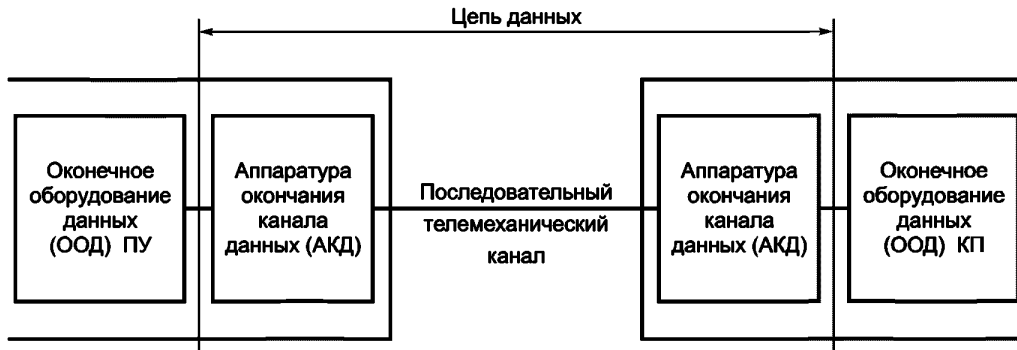 Цепь данных
Оконечное
оборудование
данных
(ООД) ПУ
Аппаратура
окончания
канала
данных (АКД)
Последовательный
телемеханический
канал
Аппаратура
окончания
канала
данных (АКД)
Оконечное
оборудование
данных
(ООД) КП